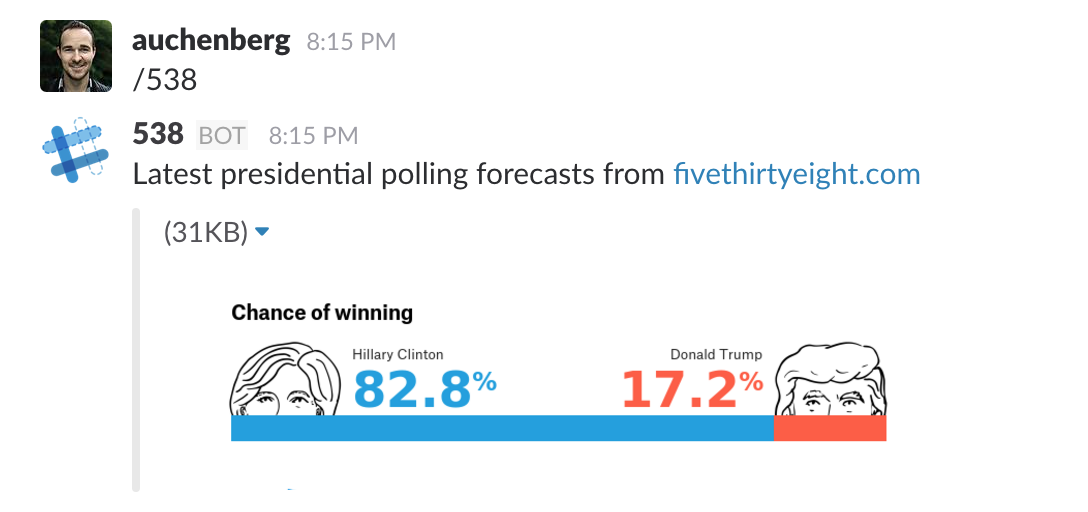 auchenberg 8:15 PM
/538
538 BOT 8:15 PM
Latest presidential polling forecasts from fivethirtyeight.com
(31KB)
Chance of winning
Hillary Clinton Donald Trump
82.8% 17.2%